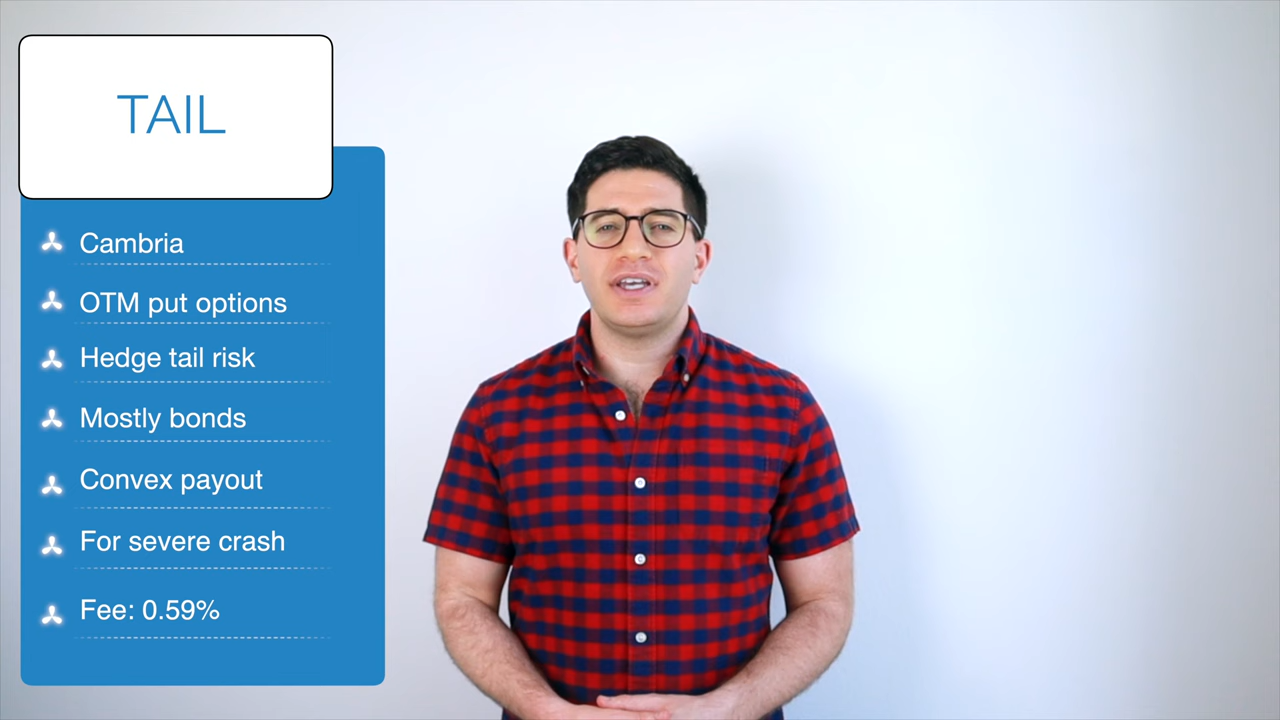 TAIL
Cambria
OTM put options
Hedge tail risk
Mostly bonds
Convex payout
For severe crash
Fee: 0.59%